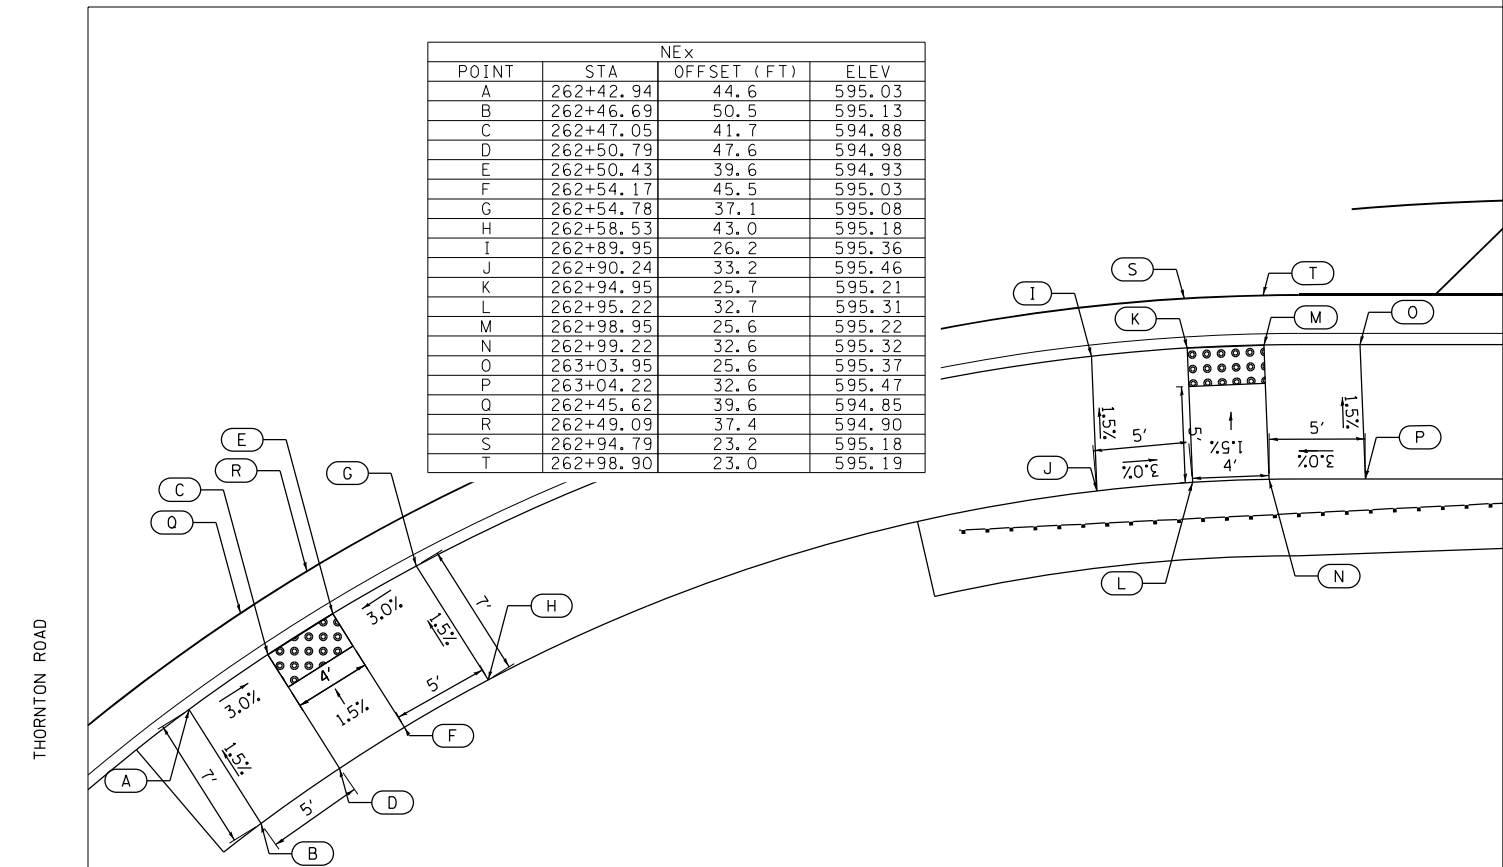 NEx
POINT STA OFFSET (FT) ELEV
A 262+42.94 44.6 595.03
B 262+46.69 50.5 595.13
C 262+47.05 41.7 594.88
D 262+50.79 47.6 594.98
E 262+50.43 39.6 594.93
F 262+54.17 45.5 595.03
G 262+54.78 37.1 595.08
H 262+58.53 43.0 595.18
I 262+89.95 26.2 595.36
J 262+90.24 33.2 595.46
K 262+94.95 25.7 595.21
L 262+95.22 32.7 595.31
M 262+98.95 25.6 595.22
N 262+99.22 32.6 595.32
O 263+03.95 25.6 595.37
P 263+04.22 32.6 595.47
Q 262+45.62 39.6 594.85
R 262+49.09 37.4 594.90
S 262+94.79 23.2 595.18
T 262+98.90 23.0 595.19
S
T
I
K
M
O
1.5%
5'
3.0%
5'
1.5%
4'
5'
3.0%
1.5%
P
J
L
N
E
R
G
C
Q
3.0%
7'
1.5%
H
4'
5'
3.0%
1.5%
F
1.5%
7'
A
5'
D
B
THORNTON ROAD